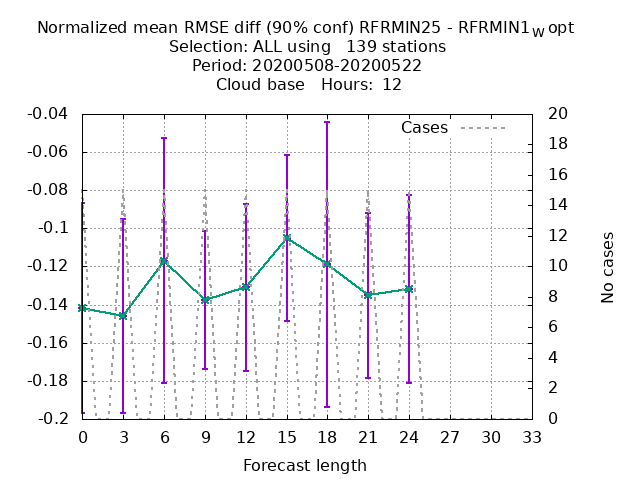 Normalized mean RMSE diff (90% conf) RFRMIN25 - RFRMIN1W opt
Selection: ALL using 139 stations
Period: 20200508-20200522
Cloud base Hours: 12
Cases
-0.04
-0.06
-0.08
-0.1
-0.12
-0.14
-0.16
-0.18
-0.2
20
18
16
14
12
10
8
6
4
2
0
No cases
0 3 6 9 12 15 18 21 24 27 30 33
Forecast length